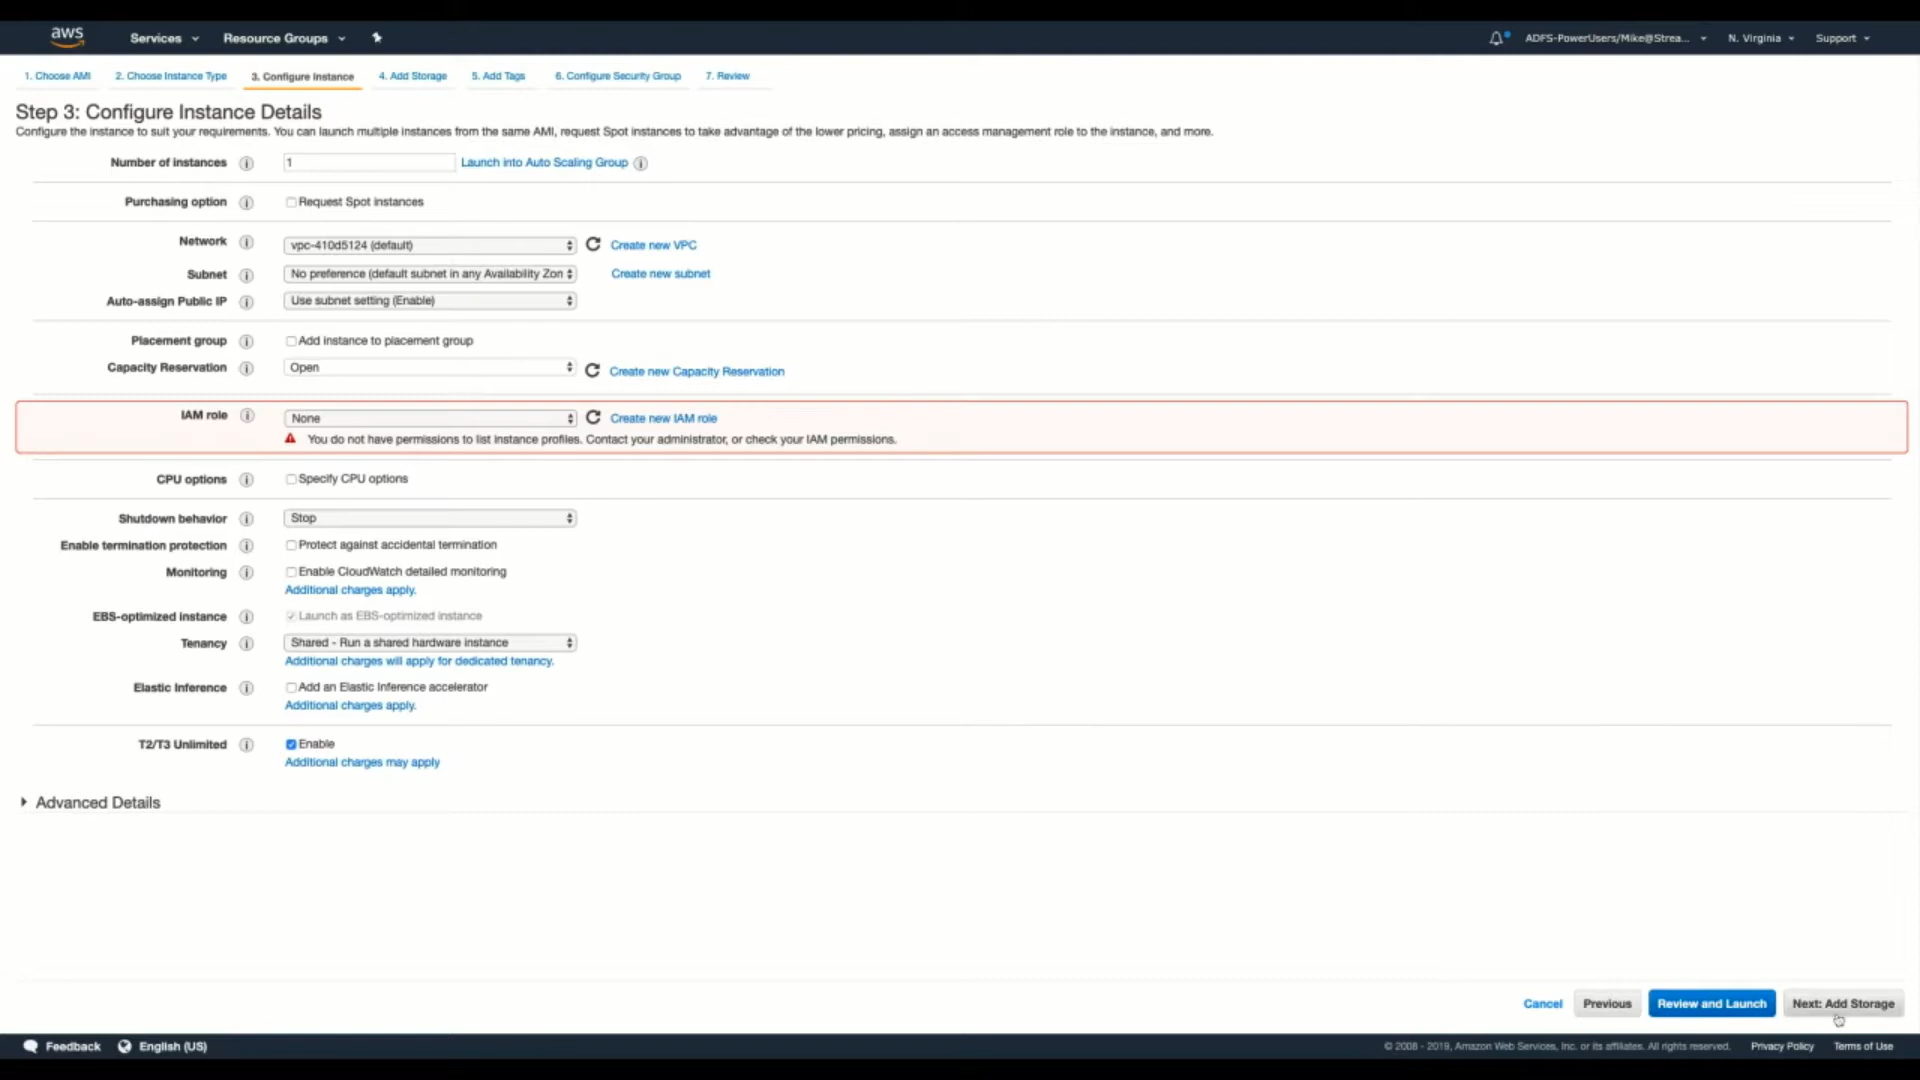 aws Services Resource Groups ADFS-PowerUsers/Mike@Strea... N. Virginia Support
1. Choose AMI 2. Choose Instance Type 3. Configure Instance 4. Add Storage 5. Add Tags 6. Configure Security Group 7. Review
Step 3: Configure Instance Details
Configure the instance to suit your requirements. You can launch multiple instances from the same AMI, request Spot instances to take advantage of the lower pricing, assign an access management role to the instance, and more.
Number of instances 1 Launch into Auto Scaling Group
Purchasing option Request Spot instances
Network vpc-410d5124 (default) Create new VPC
Subnet No preference (default subnet in any Availability Zon Create new subnet
Auto-assign Public IP Use subnet setting (Enable)
Placement group Add instance to placement group
Capacity Reservation Open Create new Capacity Reservation
IAM role None Create new IAM role
You do not have permissions to list instance profiles. Contact your administrator, or check your IAM permissions.
CPU options Specify CPU options
Shutdown behavior Stop
Enable termination protection Protect against accidental termination
Monitoring Enable CloudWatch detailed monitoring
Additional charges apply.
EBS-optimized instance Launch as EBS-optimized instance
Tenancy Shared - Run a shared hardware instance
Additional charges will apply for dedicated tenancy.
Elastic Inference Add an Elastic Inference accelerator
Additional charges apply.
T2/T3 Unlimited Enable
Additional charges may apply
Advanced Details
Cancel Previous Review and Launch Next: Add Storage
Feedback English (US) © 2008 - 2019, Amazon Web Services, Inc. or its affiliates. All rights reserved. Privacy Policy Terms of Use